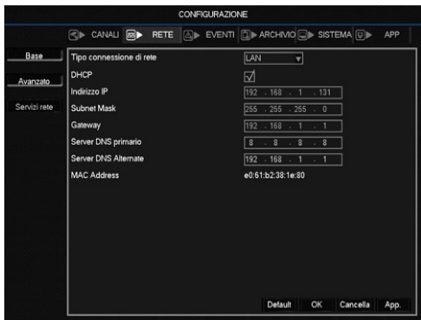 CONFIGURAZIONE
CANALI RETE EVENTI ARCHIVIO SISTEMA APP
Base
Avanzato
Servizi rete
Tipo connessione di rete LAN
DHCP
Indirizzo IP 192 . 168 . 1 . 131
Subnet Mask 255 . 255 . 255 . 0
Gateway 192 . 168 . 1 . 1
Server DNS primario 8 . 8 . 8 . 8
Server DNS Alternate 192 . 168 . 1 . 1
MAC Address e0:61:b2:38:1e:80
Default OK Cancella App.